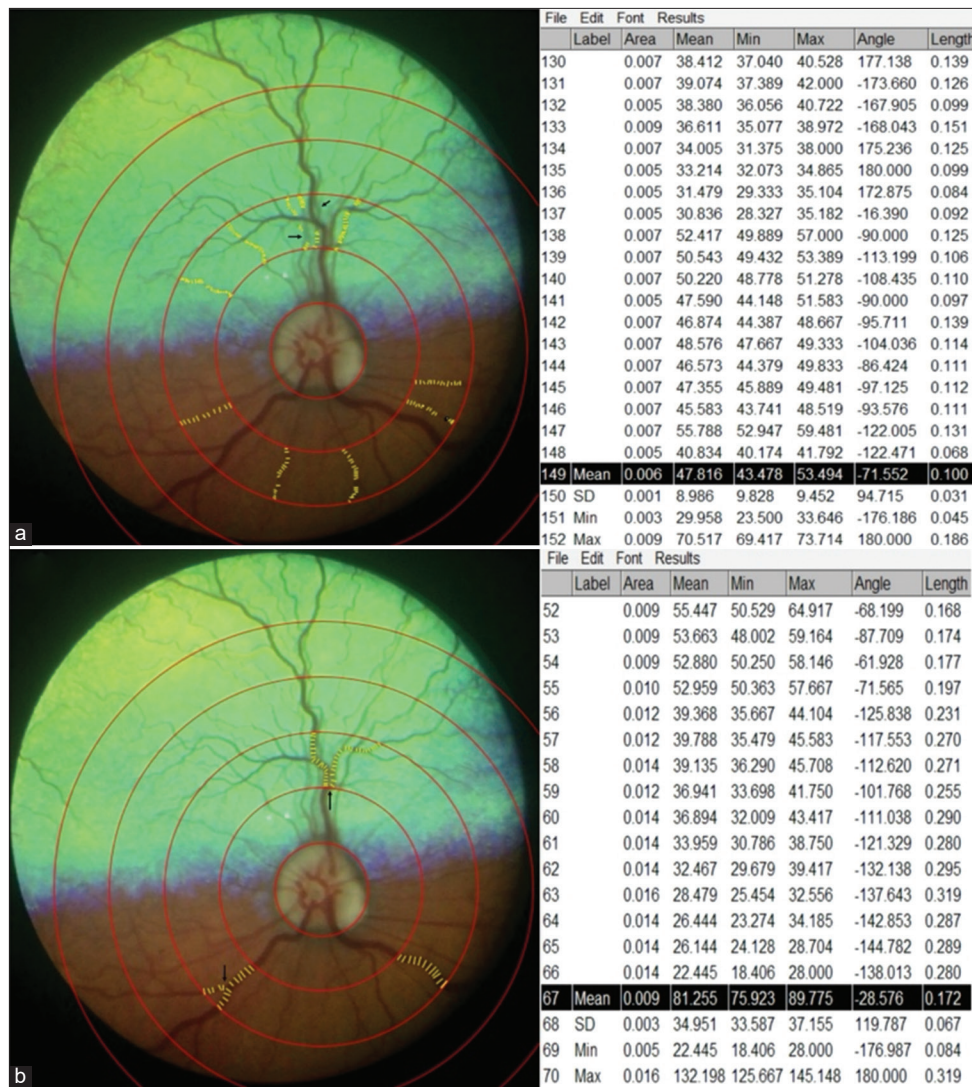 File Edit Font Results
Label Area Mean Min Max Angle Length
130 0.007 38.412 37.040 40.528 177.138 0.139
131 0.007 39.074 37.389 42.000 -173.660 0.126
132 0.005 38.380 36.056 40.722 -167.905 0.099
133 0.009 36.611 35.077 38.972 -168.043 0.151
134 0.007 34.005 31.375 38.000 175.236 0.125
135 0.005 33.214 32.073 34.865 180.000 0.099
136 0.005 31.479 29.333 35.104 172.875 0.084
137 0.005 30.836 28.327 35.182 -16.390 0.092
138 0.007 52.417 49.889 57.000 -90.000 0.125
139 0.007 50.543 49.432 53.389 -113.199 0.106
140 0.007 50.220 48.778 51.278 -108.435 0.110
141 0.005 47.590 44.148 51.583 -90.000 0.097
142 0.007 46.874 44.387 48.667 -95.711 0.139
143 0.007 48.576 47.667 49.333 -104.036 0.114
144 0.007 46.573 44.379 49.833 -86.424 0.111
145 0.007 47.355 45.889 49.481 -97.125 0.112
146 0.007 45.583 43.741 48.519 -93.576 0.111
147 0.007 55.788 52.947 59.481 -122.005 0.131
148 0.005 40.834 40.174 41.792 -122.471 0.068
149 Mean 0.006 47.816 43.478 53.494 -71.552 0.100
150 SD 0.001 8.986 9.828 9.452 94.715 0.031
151 Min 0.003 29.958 23.500 33.646 -176.186 0.045
152 Max 0.009 70.517 69.417 73.714 180.000 0.186
a
File Edit Font Results
Label Area Mean Min Max Angle Length
52 0.009 55.447 50.529 64.917 -68.199 0.168
53 0.009 53.663 48.002 59.164 -87.709 0.174
54 0.009 52.880 50.250 58.146 -61.928 0.177
55 0.010 52.959 50.363 57.667 -71.565 0.197
56 0.012 39.368 35.667 44.104 -125.838 0.231
57 0.012 39.788 35.479 45.583 -117.553 0.270
58 0.014 39.135 36.290 45.708 -112.620 0.271
59 0.012 36.941 33.698 41.750 -101.768 0.255
60 0.014 36.894 32.009 43.417 -111.038 0.290
61 0.014 33.959 30.786 38.750 -121.329 0.280
62 0.014 32.467 29.679 39.417 -132.138 0.295
63 0.016 28.479 25.454 32.556 -137.643 0.319
64 0.014 26.444 23.274 34.185 -142.853 0.287
65 0.014 26.144 24.128 28.704 -144.782 0.289
66 0.014 22.445 18.406 28.000 -138.013 0.280
67 Mean 0.009 81.255 75.923 89.775 -28.576 0.172
68 SD 0.003 34.951 33.587 37.155 119.787 0.067
69 Min 0.005 22.445 18.406 28.000 -176.987 0.084
70 Max 0.016 132.198 125.667 145.148 180.000 0.319
b